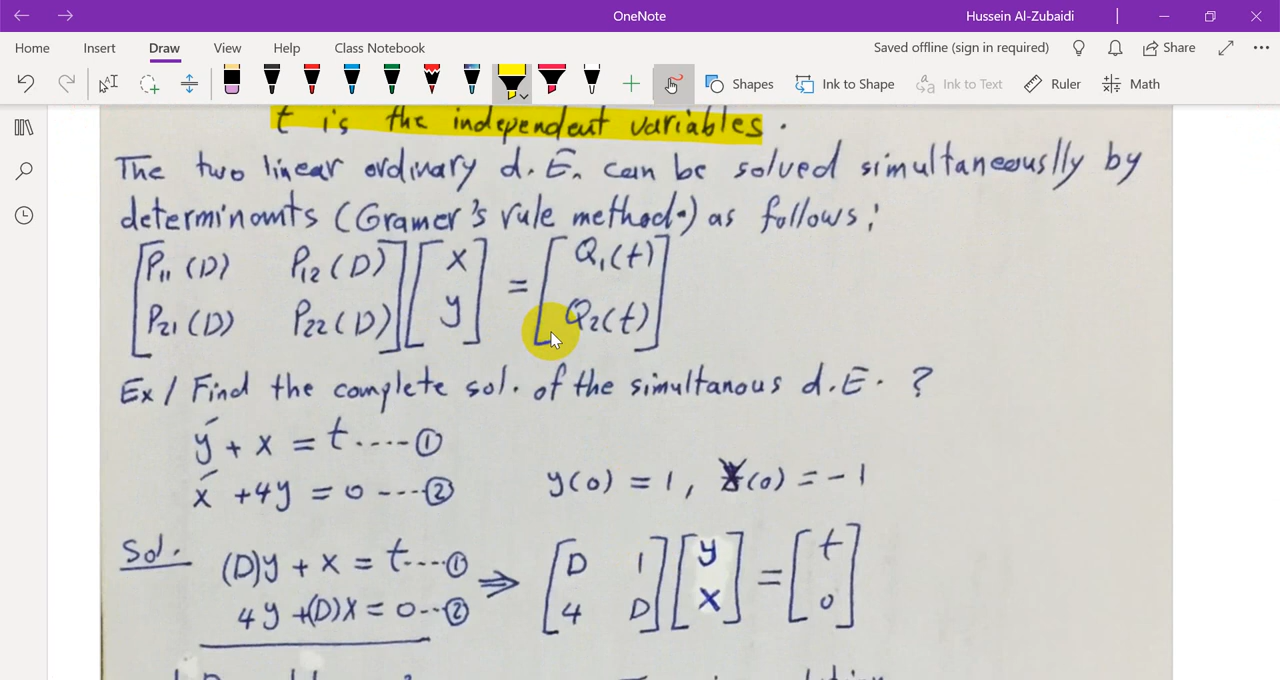 OneNote
Hussein Al-Zubaidi
Home Insert Draw View Help Class Notebook
Saved offline (sign in required) Share
Shapes Ink to Shape Ink to Text Ruler Math
t is the independent variables.
The two linear ordinary d.E. can be solved simultaneouslly by
determinants (Gramer's rule method.) as follows:
[P11 (D) P12 (D)] [x] = [Q1(t)]
[P21 (D) P22 (D)] [y] [Q2(t)]
Ex / Find the complete sol. of the simultanous d.E. ?
y' + x = t ---- ①
x' + 4y = 0 ---- ② y(0) = 1, x(0) = -1
Sol. (D)y + x = t ---- ① ⇒ [D 1] [y] = [t]
4y + (D)x = 0 --- ② [4 D] [x] [0]